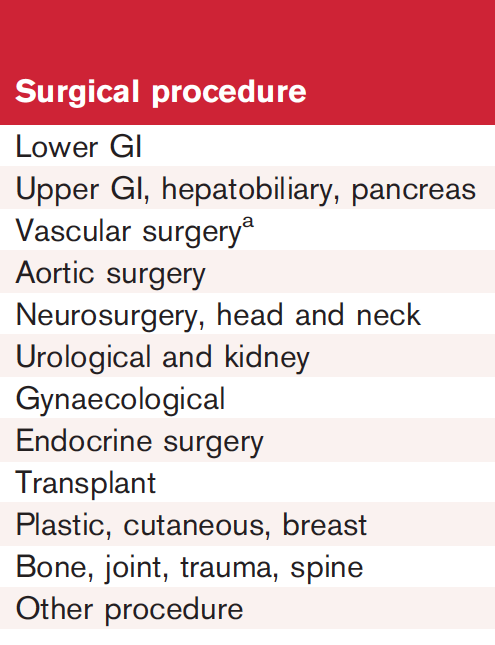 Surgical procedure
Lower GI
Upper GI, hepatobiliary, pancreas
Vascular surgeryᵃ
Aortic surgery
Neurosurgery, head and neck
Urological and kidney
Gynaecological
Endocrine surgery
Transplant
Plastic, cutaneous, breast
Bone, joint, trauma, spine
Other procedure